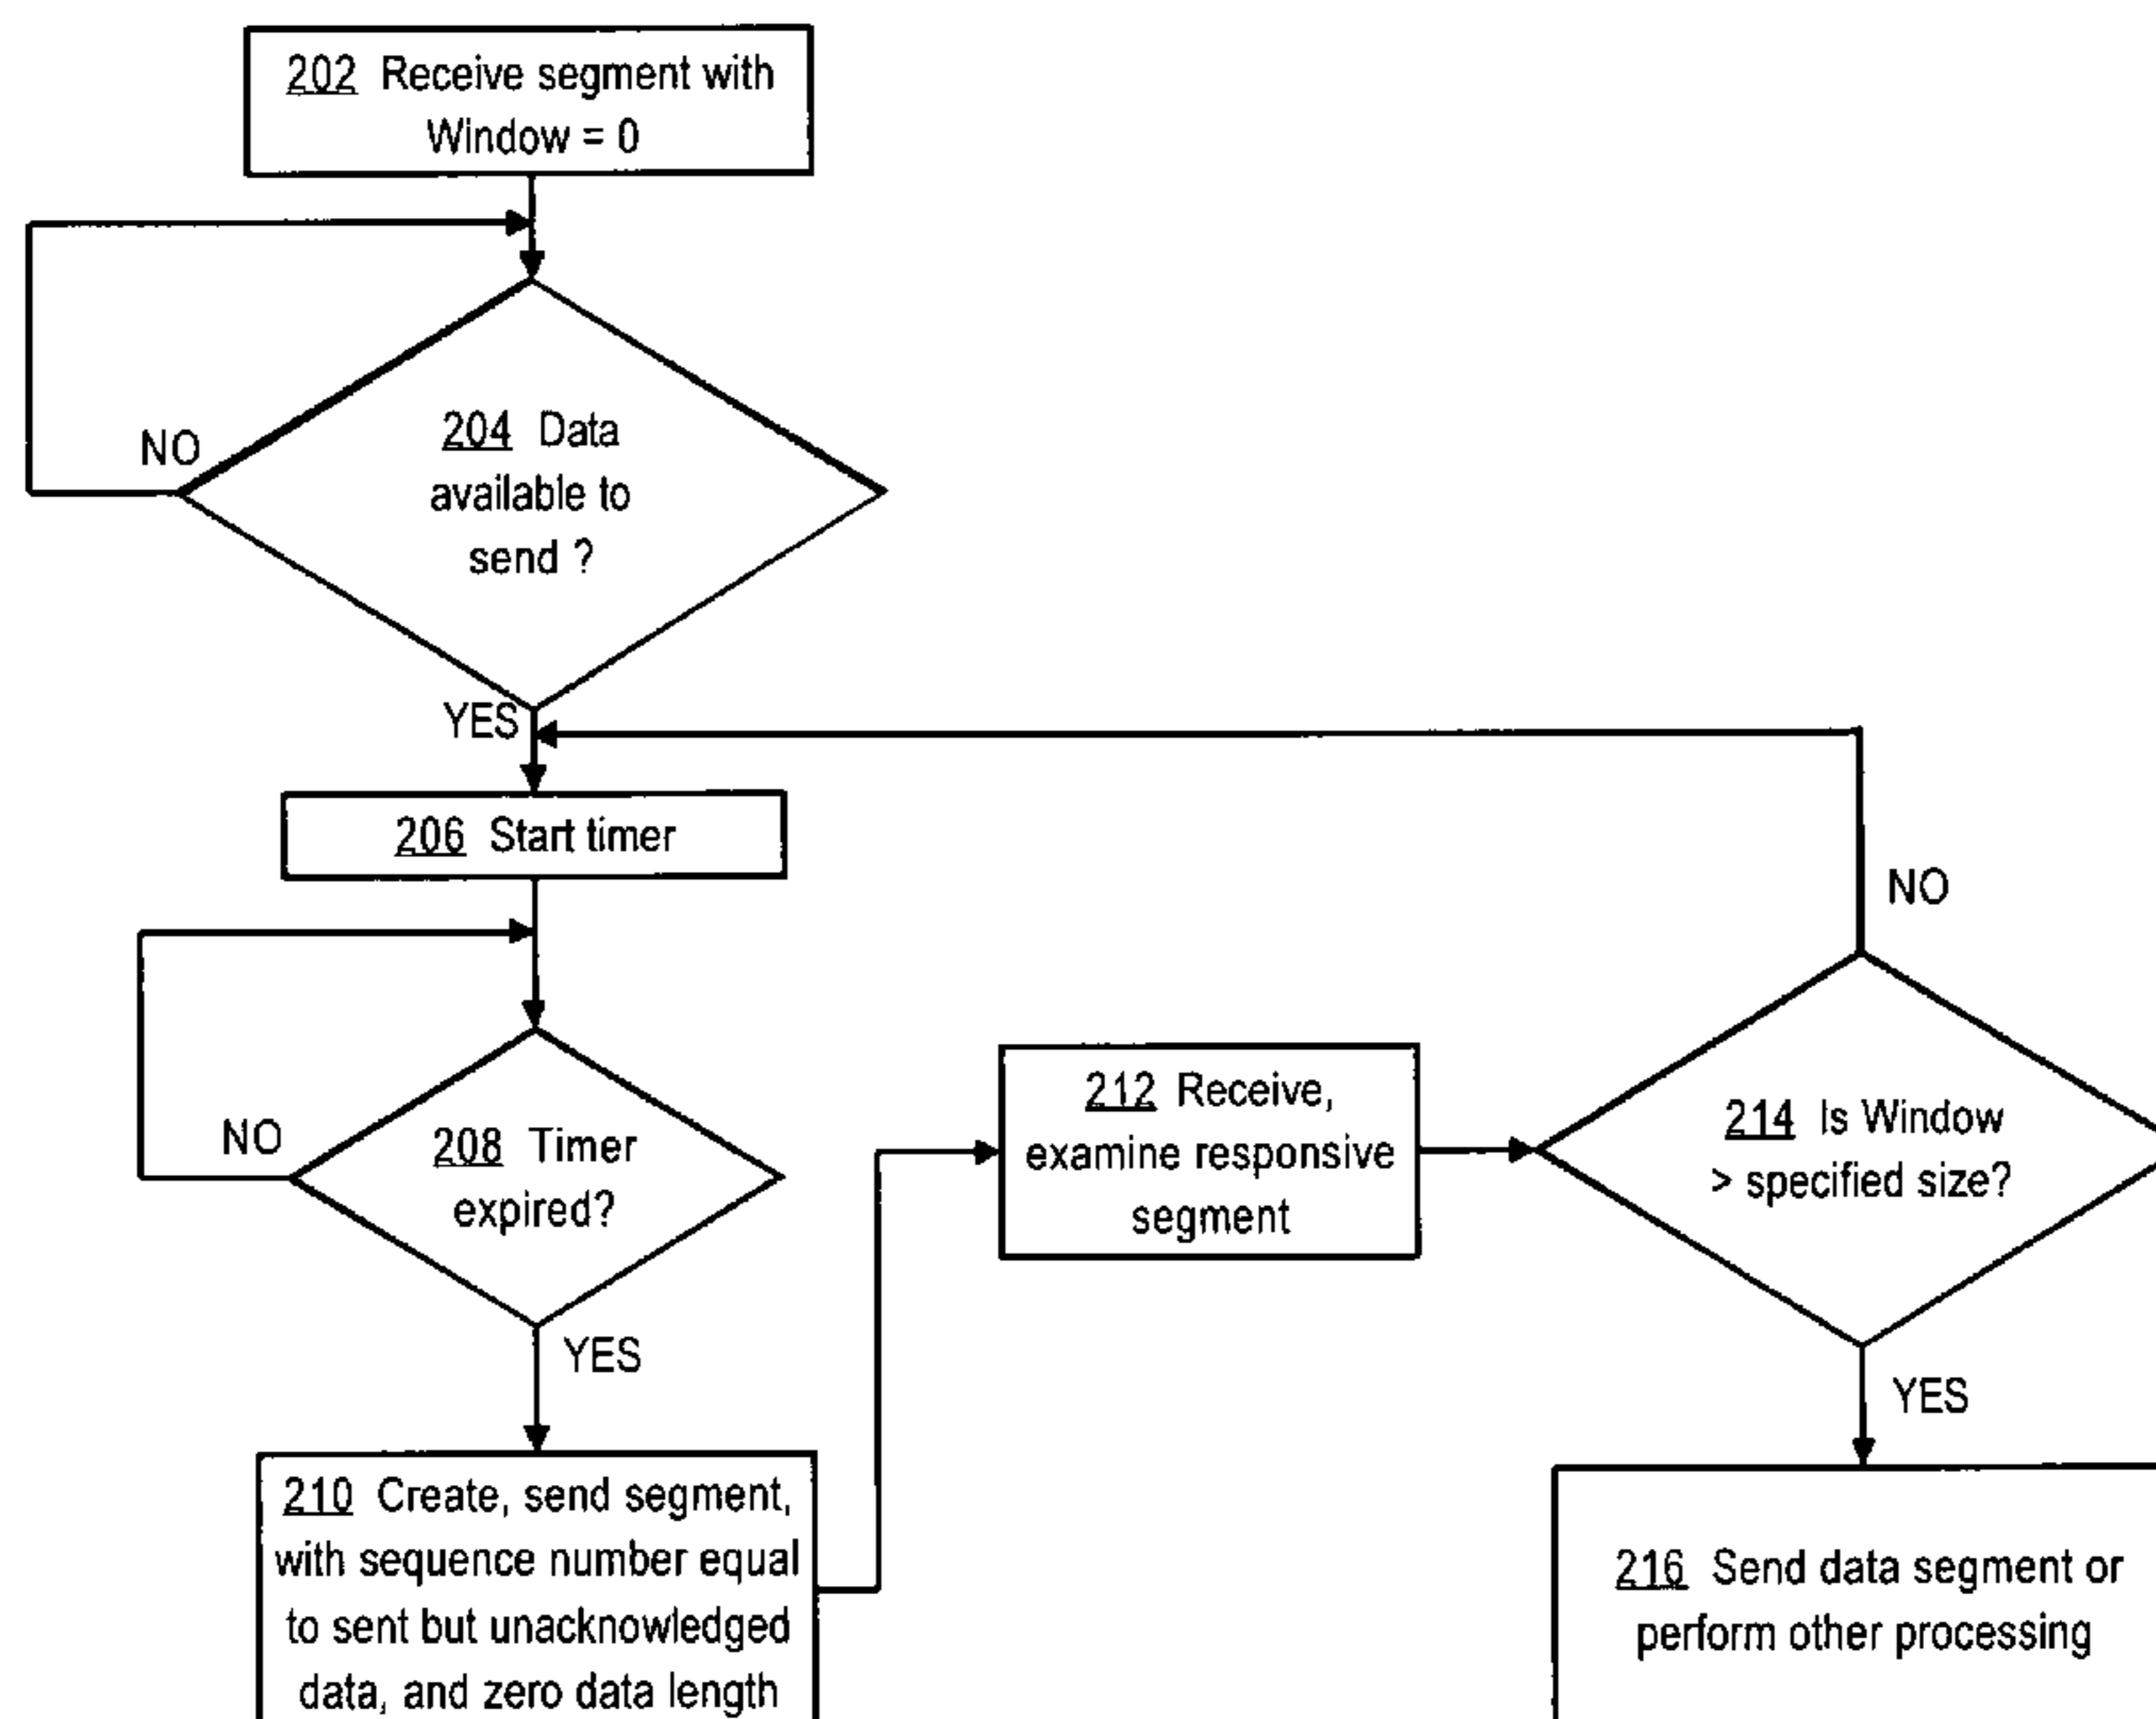 202 Receive segment with
Window = 0
204 Data
available to
send ?
NO
YES
206 Start timer
NO
208 Timer
expired?
NO
YES
212 Receive,
examine responsive
segment
214 Is Window
> specified size?
YES
210 Create, send segment,
with sequence number equal
to sent but unacknowledged
data, and zero data length
216 Send data segment or
perform other processing